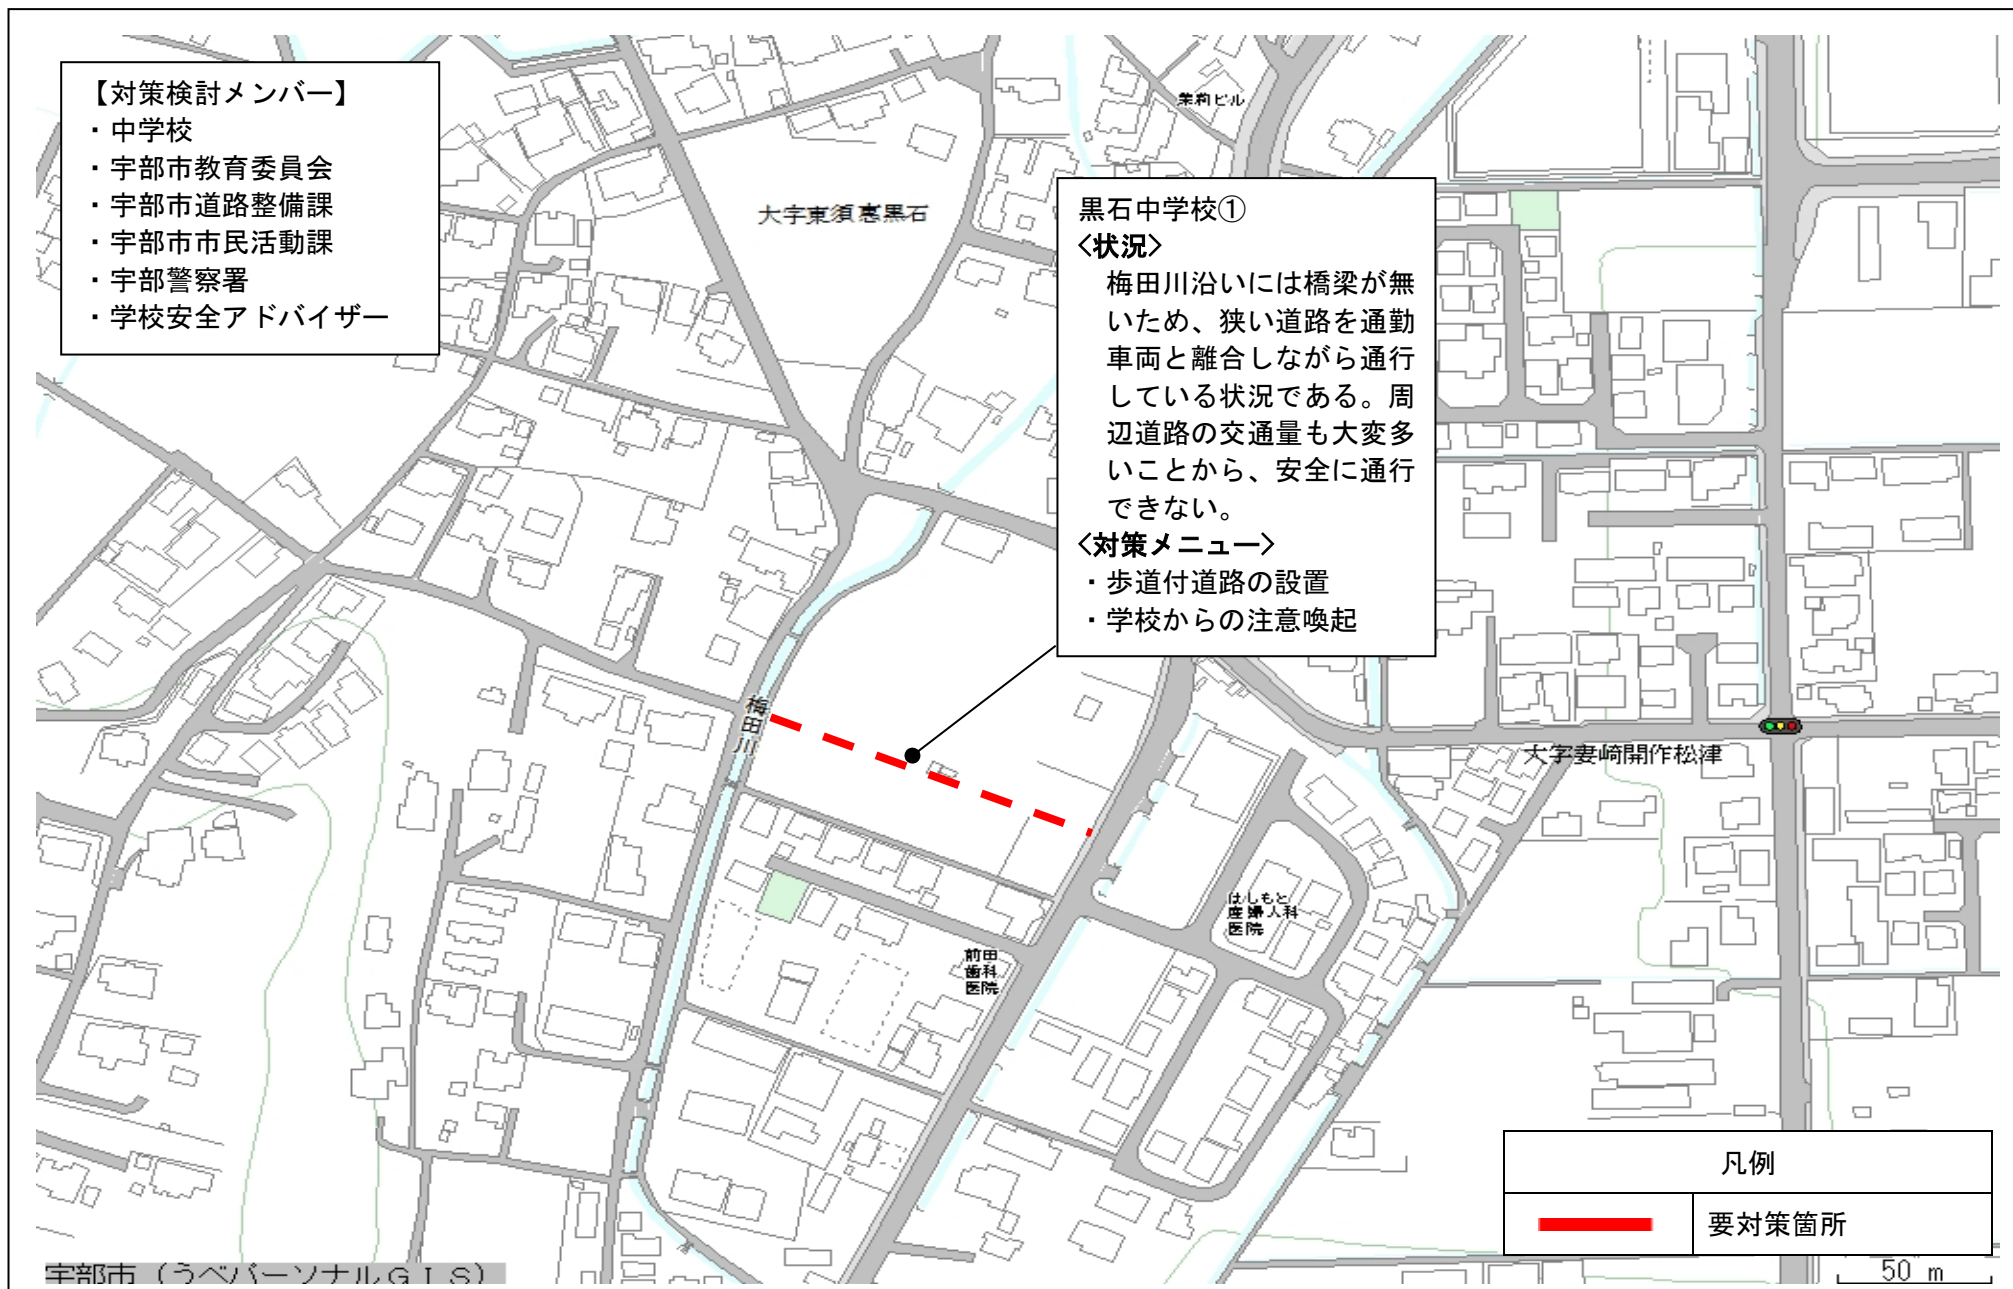 【対策検討メンバー】
・中学校
・宇部市教育委員会
・宇部市道路整備課
・宇部市市民活動課
・宇部警察署
・学校安全アドバイザー
茉莉ビル
大字東須恵黒石
黒石中学校①
<状況>
梅田川沿いには橋梁が無
いため、狭い道路を通勤
車両と離合しながら通行
している状況である。周
辺道路の交通量も大変多
いことから、安全に通行
できない。
<対策メニュー>
・歩道付道路の設置
・学校からの注意喚起
梅田川
大字妻崎開作松津
はしもと
産婦人科
医院
前田
歯科
医院
凡例
要対策箇所
宇部市（うべパーソナルＧＩＳ）
50 m